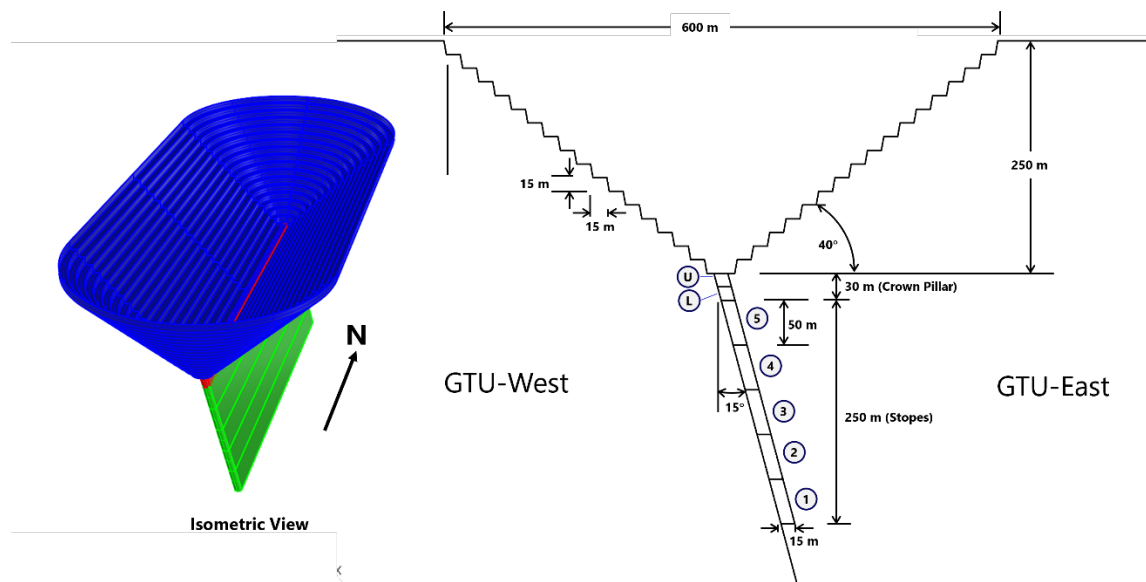 600 m
250 m
15 m
15 m
40°
U
L
30 m (Crown Pillar)
5
50 m
4
N
GTU-West
GTU-East
15°
3
250 m (Stopes)
2
1
Isometric View
15 m
x